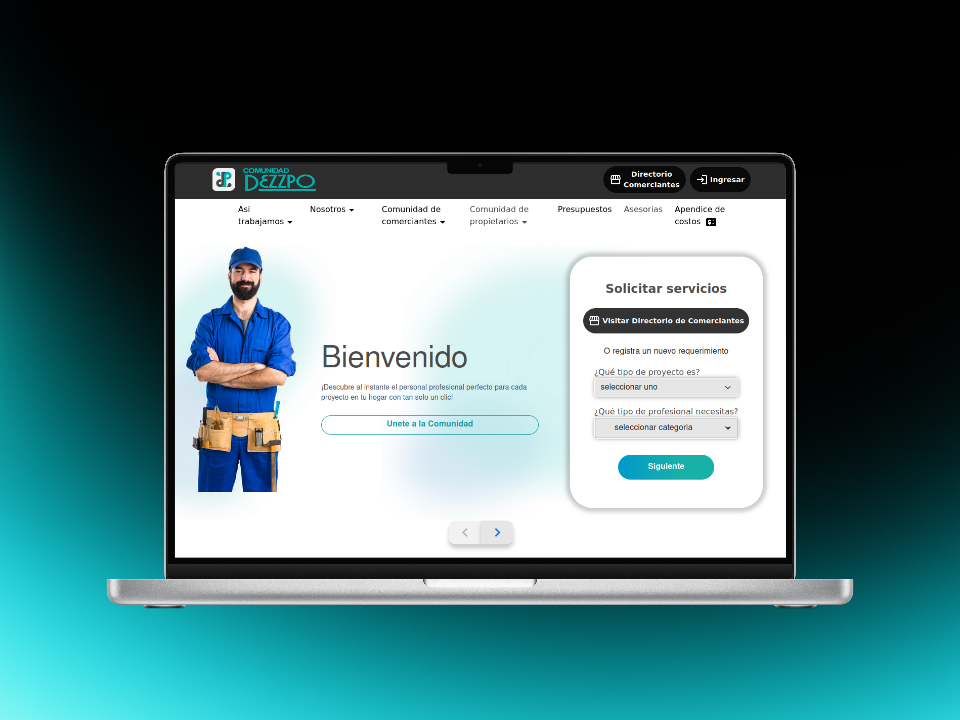 COMUNIDAD
DEZZPO
Directorio
Comerciantes
Ingresar
Asi
trabajamos
Nosotros
Comunidad de
comerciantes
Comunidad de
propietarios
Presupuestos
Asesorias
Apendice de
costos
Bienvenido
¡Descubre al instante el personal profesional perfecto para cada
proyecto en tu hogar con tan solo un clic!
Unete a la Comunidad
Solicitar servicios
Visitar Directorio de Comerciantes
O registra un nuevo requerimiento
¿Qué tipo de proyecto es?
seleccionar uno
¿Qué tipo de profesional necesitas?
seleccionar categoria
Siguiente